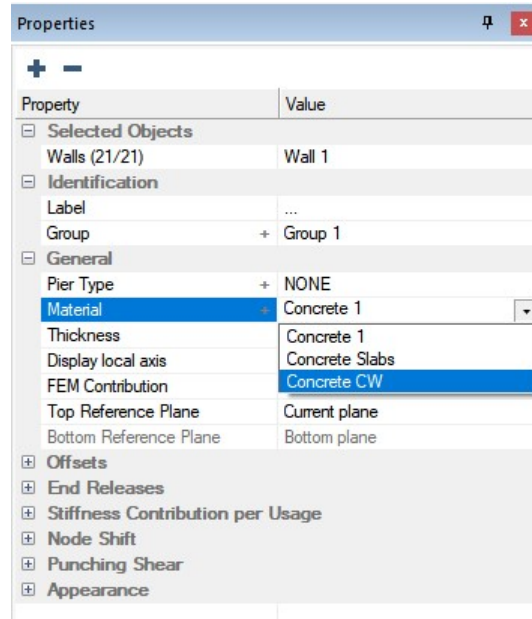 Properties
Property Value
Selected Objects
Walls (21/21) Wall 1
Identification
Label ...
Group + Group 1
General
Pier Type + NONE
Material + Concrete 1
Thickness Concrete 1
Display local axis Concrete Slabs
FEM Contribution Concrete CW
Top Reference Plane Current plane
Bottom Reference Plane Bottom plane
Offsets
End Releases
Stiffness Contribution per Usage
Node Shift
Punching Shear
Appearance